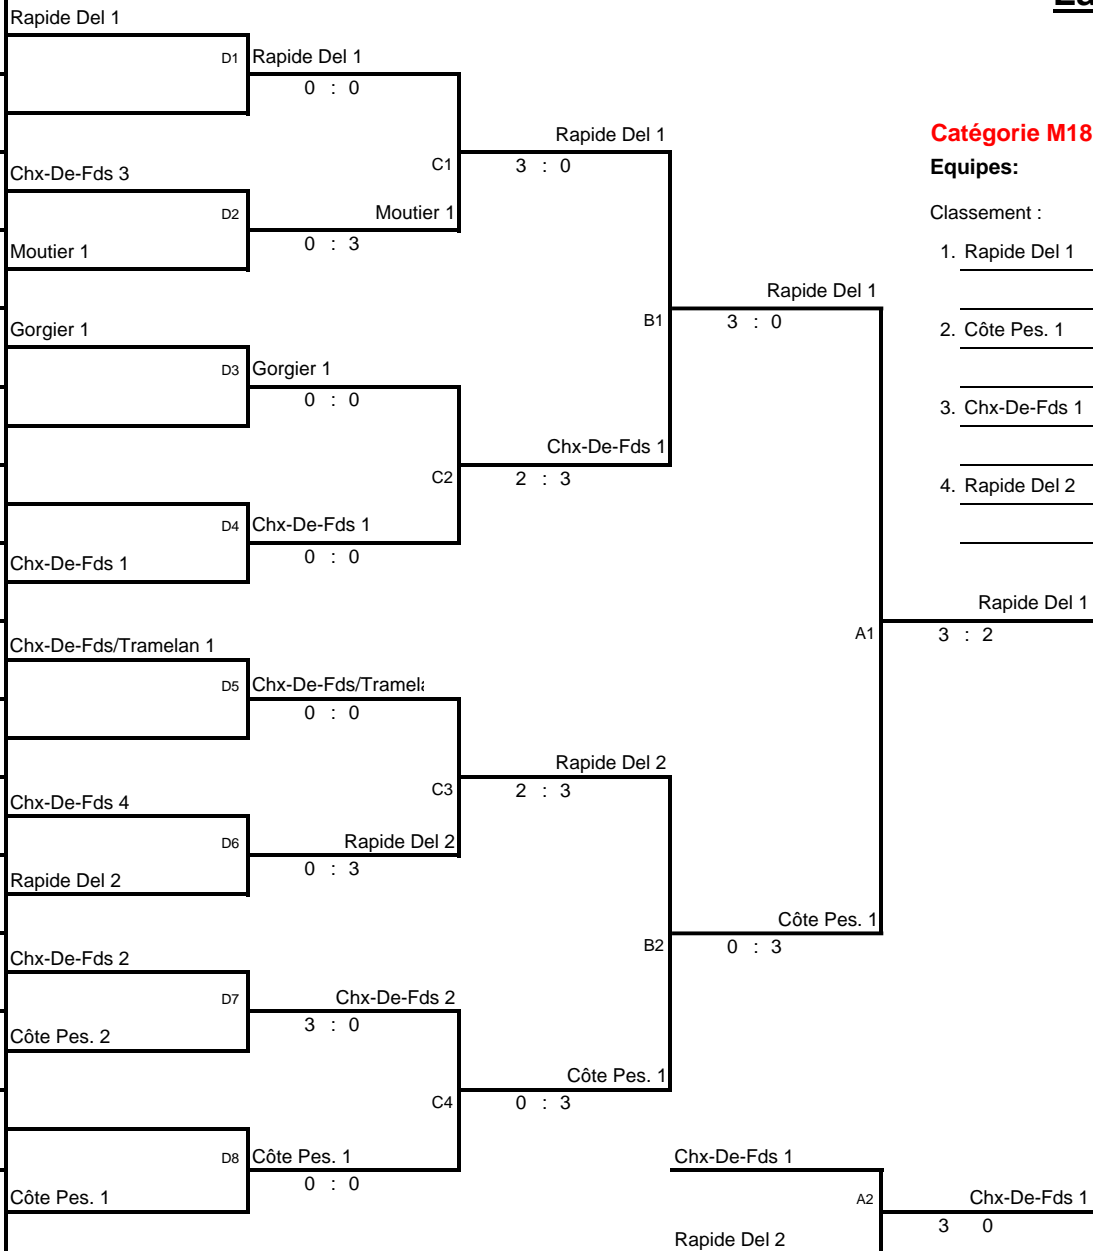 Rapide Del 1
D1 Rapide Del 1
0 : 0
Rapide Del 1
Catégorie M18
Chx-De-Fds 3
C1
3 : 0
Equipes:
D2
Moutier 1
Classement :
Moutier 1
0 : 3
1. Rapide Del 1
Rapide Del 1
Gorgier 1
B1
3 : 0
2. Côte Pes. 1
D3 Gorgier 1
0 : 0
3. Chx-De-Fds 1
Chx-De-Fds 1
C2
2 : 3
4. Rapide Del 2
D4 Chx-De-Fds 1
Chx-De-Fds 1
0 : 0
Rapide Del 1
Chx-De-Fds/Tramelan 1
A1
3 : 2
D5 Chx-De-Fds/Tramel
0 : 0
Rapide Del 2
Chx-De-Fds 4
C3
2 : 3
D6
Rapide Del 2
Rapide Del 2
0 : 3
Côte Pes. 1
Chx-De-Fds 2
B2
0 : 3
D7
Chx-De-Fds 2
Côte Pes. 2
3 : 0
Côte Pes. 1
C4
0 : 3
D8 Côte Pes. 1
Chx-De-Fds 1
Côte Pes. 1
0 : 0
A2
Chx-De-Fds 1
3 0
Rapide Del 2